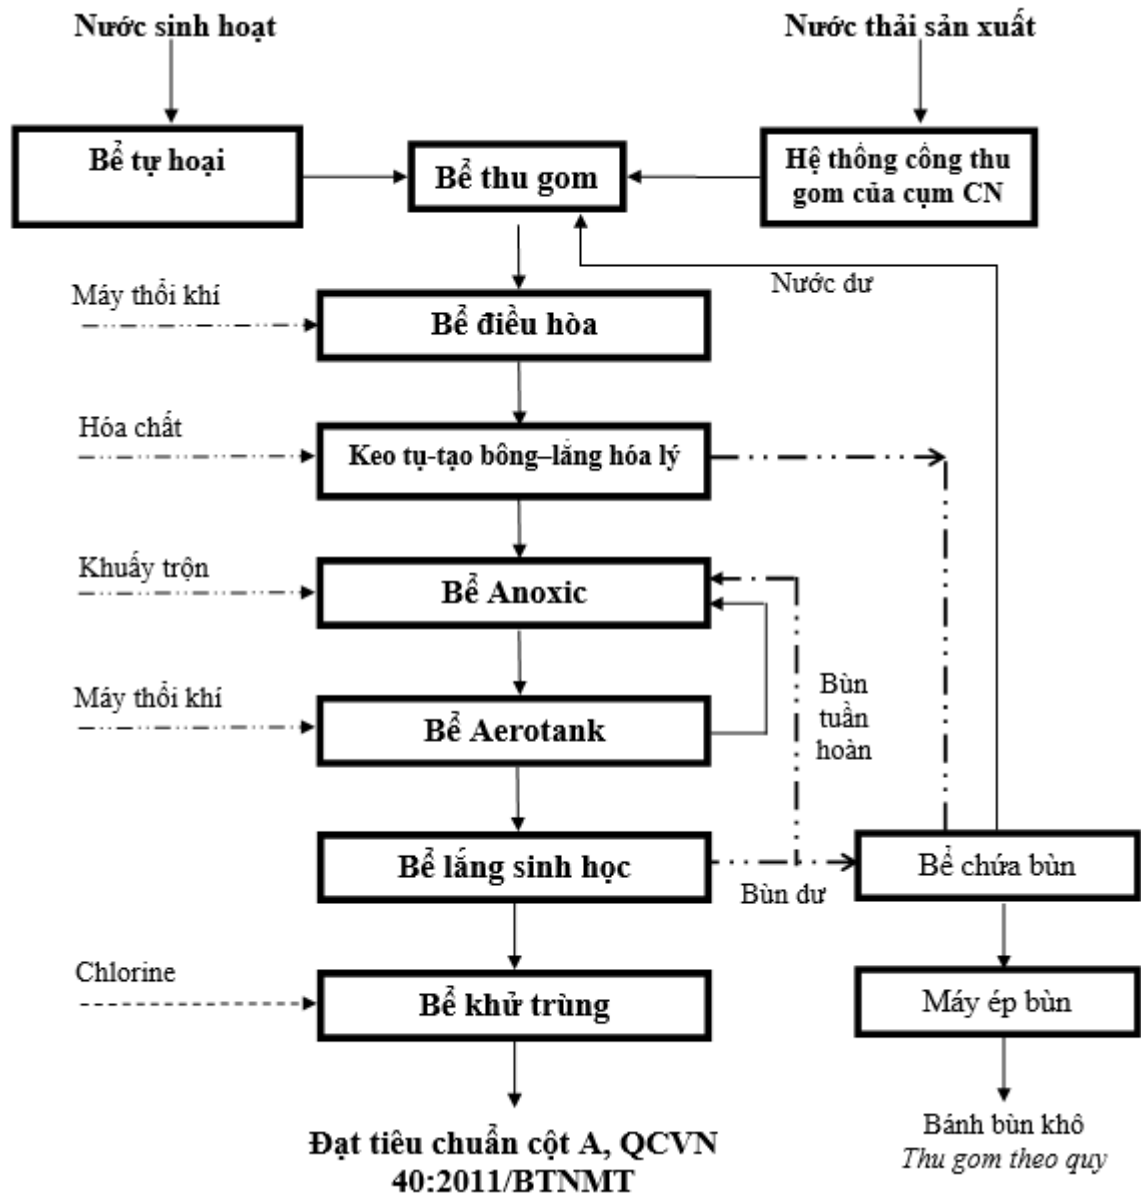 Nước sinh hoạt
Nước thải sản xuất
Bể tự hoại
Bể thu gom
Hệ thống cống thu
gom của cụm CN
Nước dư
Máy thổi khí
Bể điều hòa
Hóa chất
Keo tụ-tạo bông–lắng hóa lý
Khuấy trộn
Bể Anoxic
Máy thổi khí
Bể Aerotank
Bùn
tuần
hoàn
Bể lắng sinh học
Bùn dư
Bể chứa bùn
Chlorine
Bể khử trùng
Máy ép bùn
Đạt tiêu chuẩn cột A, QCVN
40:2011/BTNMT
Bánh bùn khô
Thu gom theo quy